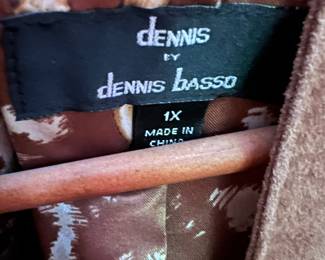 dennis
BY
dennis basso
1X
MADE IN
CHINA